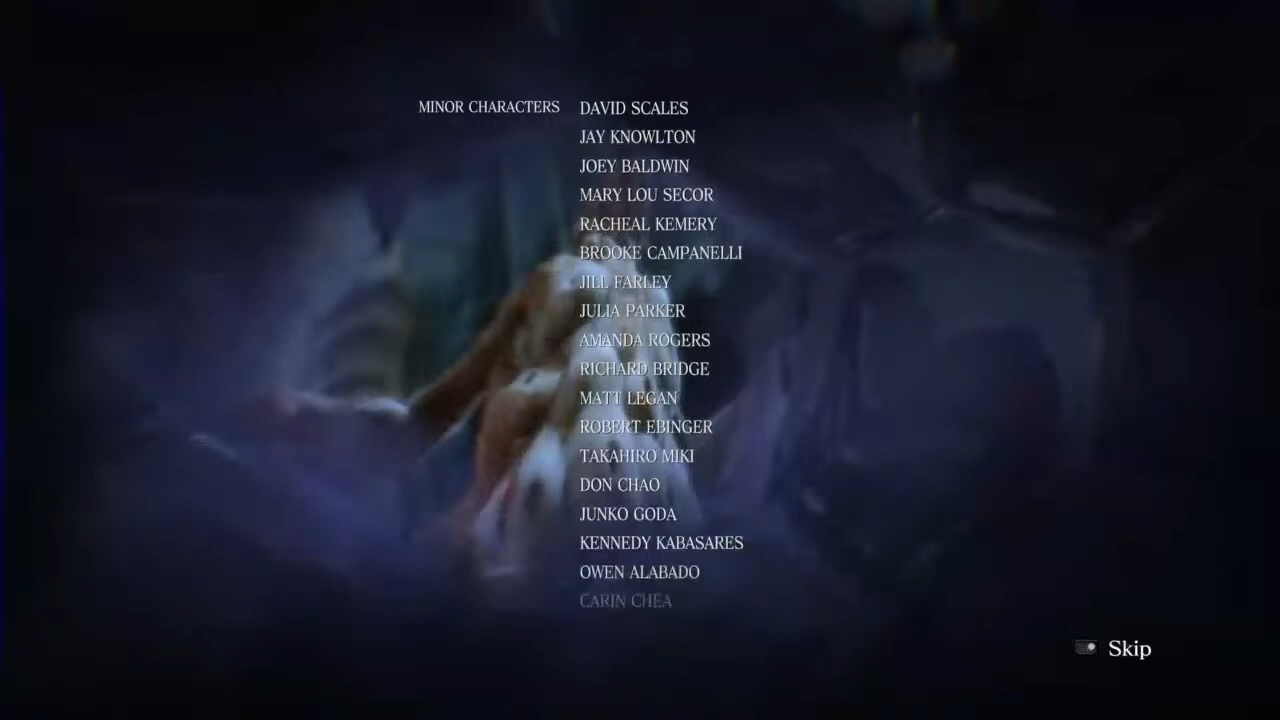 MINOR CHARACTERS DAVID SCALES
JAY KNOWLTON
JOEY BALDWIN
MARY LOU SECOR
RACHEAL KEMERY
BROOKE CAMPANELLI
JILL FARLEY
JULIA PARKER
AMANDA ROGERS
RICHARD BRIDGE
MATT LEGAN
ROBERT EBINGER
TAKAHIRO MIKI
DON CHAO
JUNKO GODA
KENNEDY KABASARES
OWEN ALABADO
CARIN CHEA
Skip